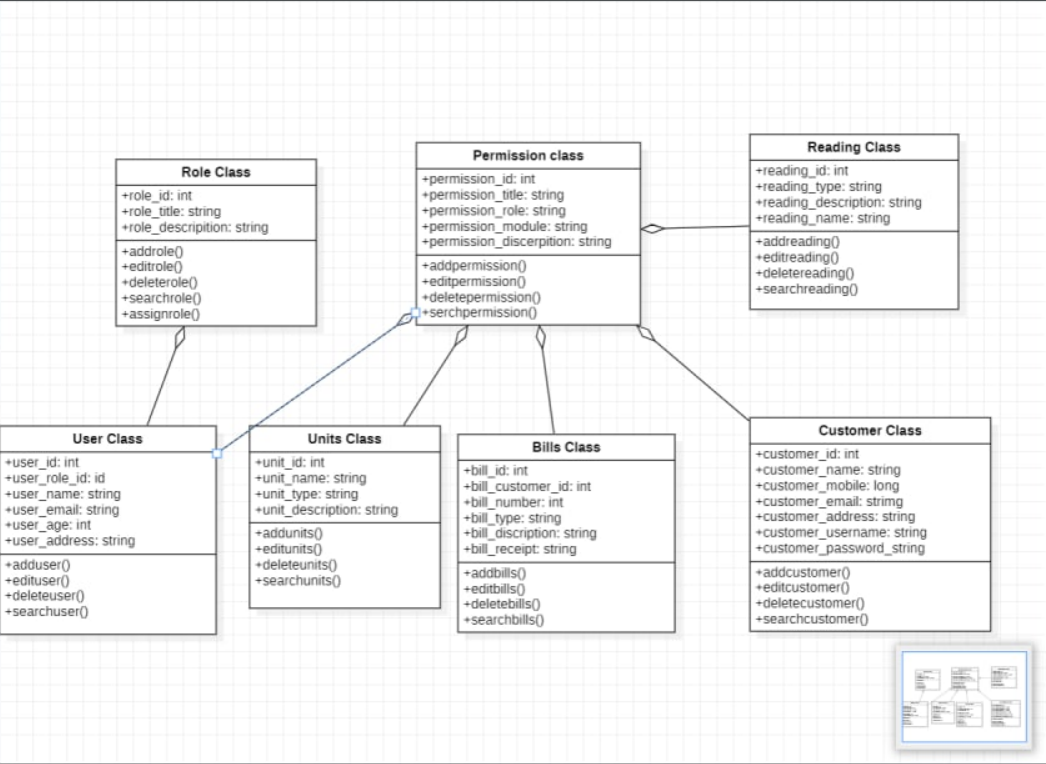 Role Class
+role_id: int
+role_title: string
+role_descripition: string
+addrole()
+editrole()
+deleterole()
+searchrole()
+assignrole()
Permission class
+permission_id: int
+permission_title: string
+permission_role: string
+permission_module: string
+permission_discerpition: string
+addpermission()
+editpermission()
+deletepermission()
+serchpermission()
Reading Class
+reading_id: int
+reading_type: string
+reading_description: string
+reading_name: string
+addreading()
+editreading()
+deletereading()
+searchreading()
User Class
+user_id: int
+user_role_id: id
+user_name: string
+user_email: string
+user_age: int
+user_address: string
+adduser()
+edituser()
+deleteuser()
+searchuser()
Units Class
+unit_id: int
+unit_name: string
+unit_type: string
+unit_description: string
+addunits()
+editunits()
+deleteunits()
+searchunits()
Bills Class
+bill_id: int
+bill_customer_id: int
+bill_number: int
+bill_type: string
+bill_discription: string
+bill_receipt: string
+addbills()
+editbills()
+deletebills()
+searchbills()
Customer Class
+customer_id: int
+customer_name: string
+customer_mobile: long
+customer_email: strimg
+customer_address: string
+customer_username: string
+customer_password_string
+addcustomer()
+editcustomer()
+deletecustomer()
+searchcustomer()